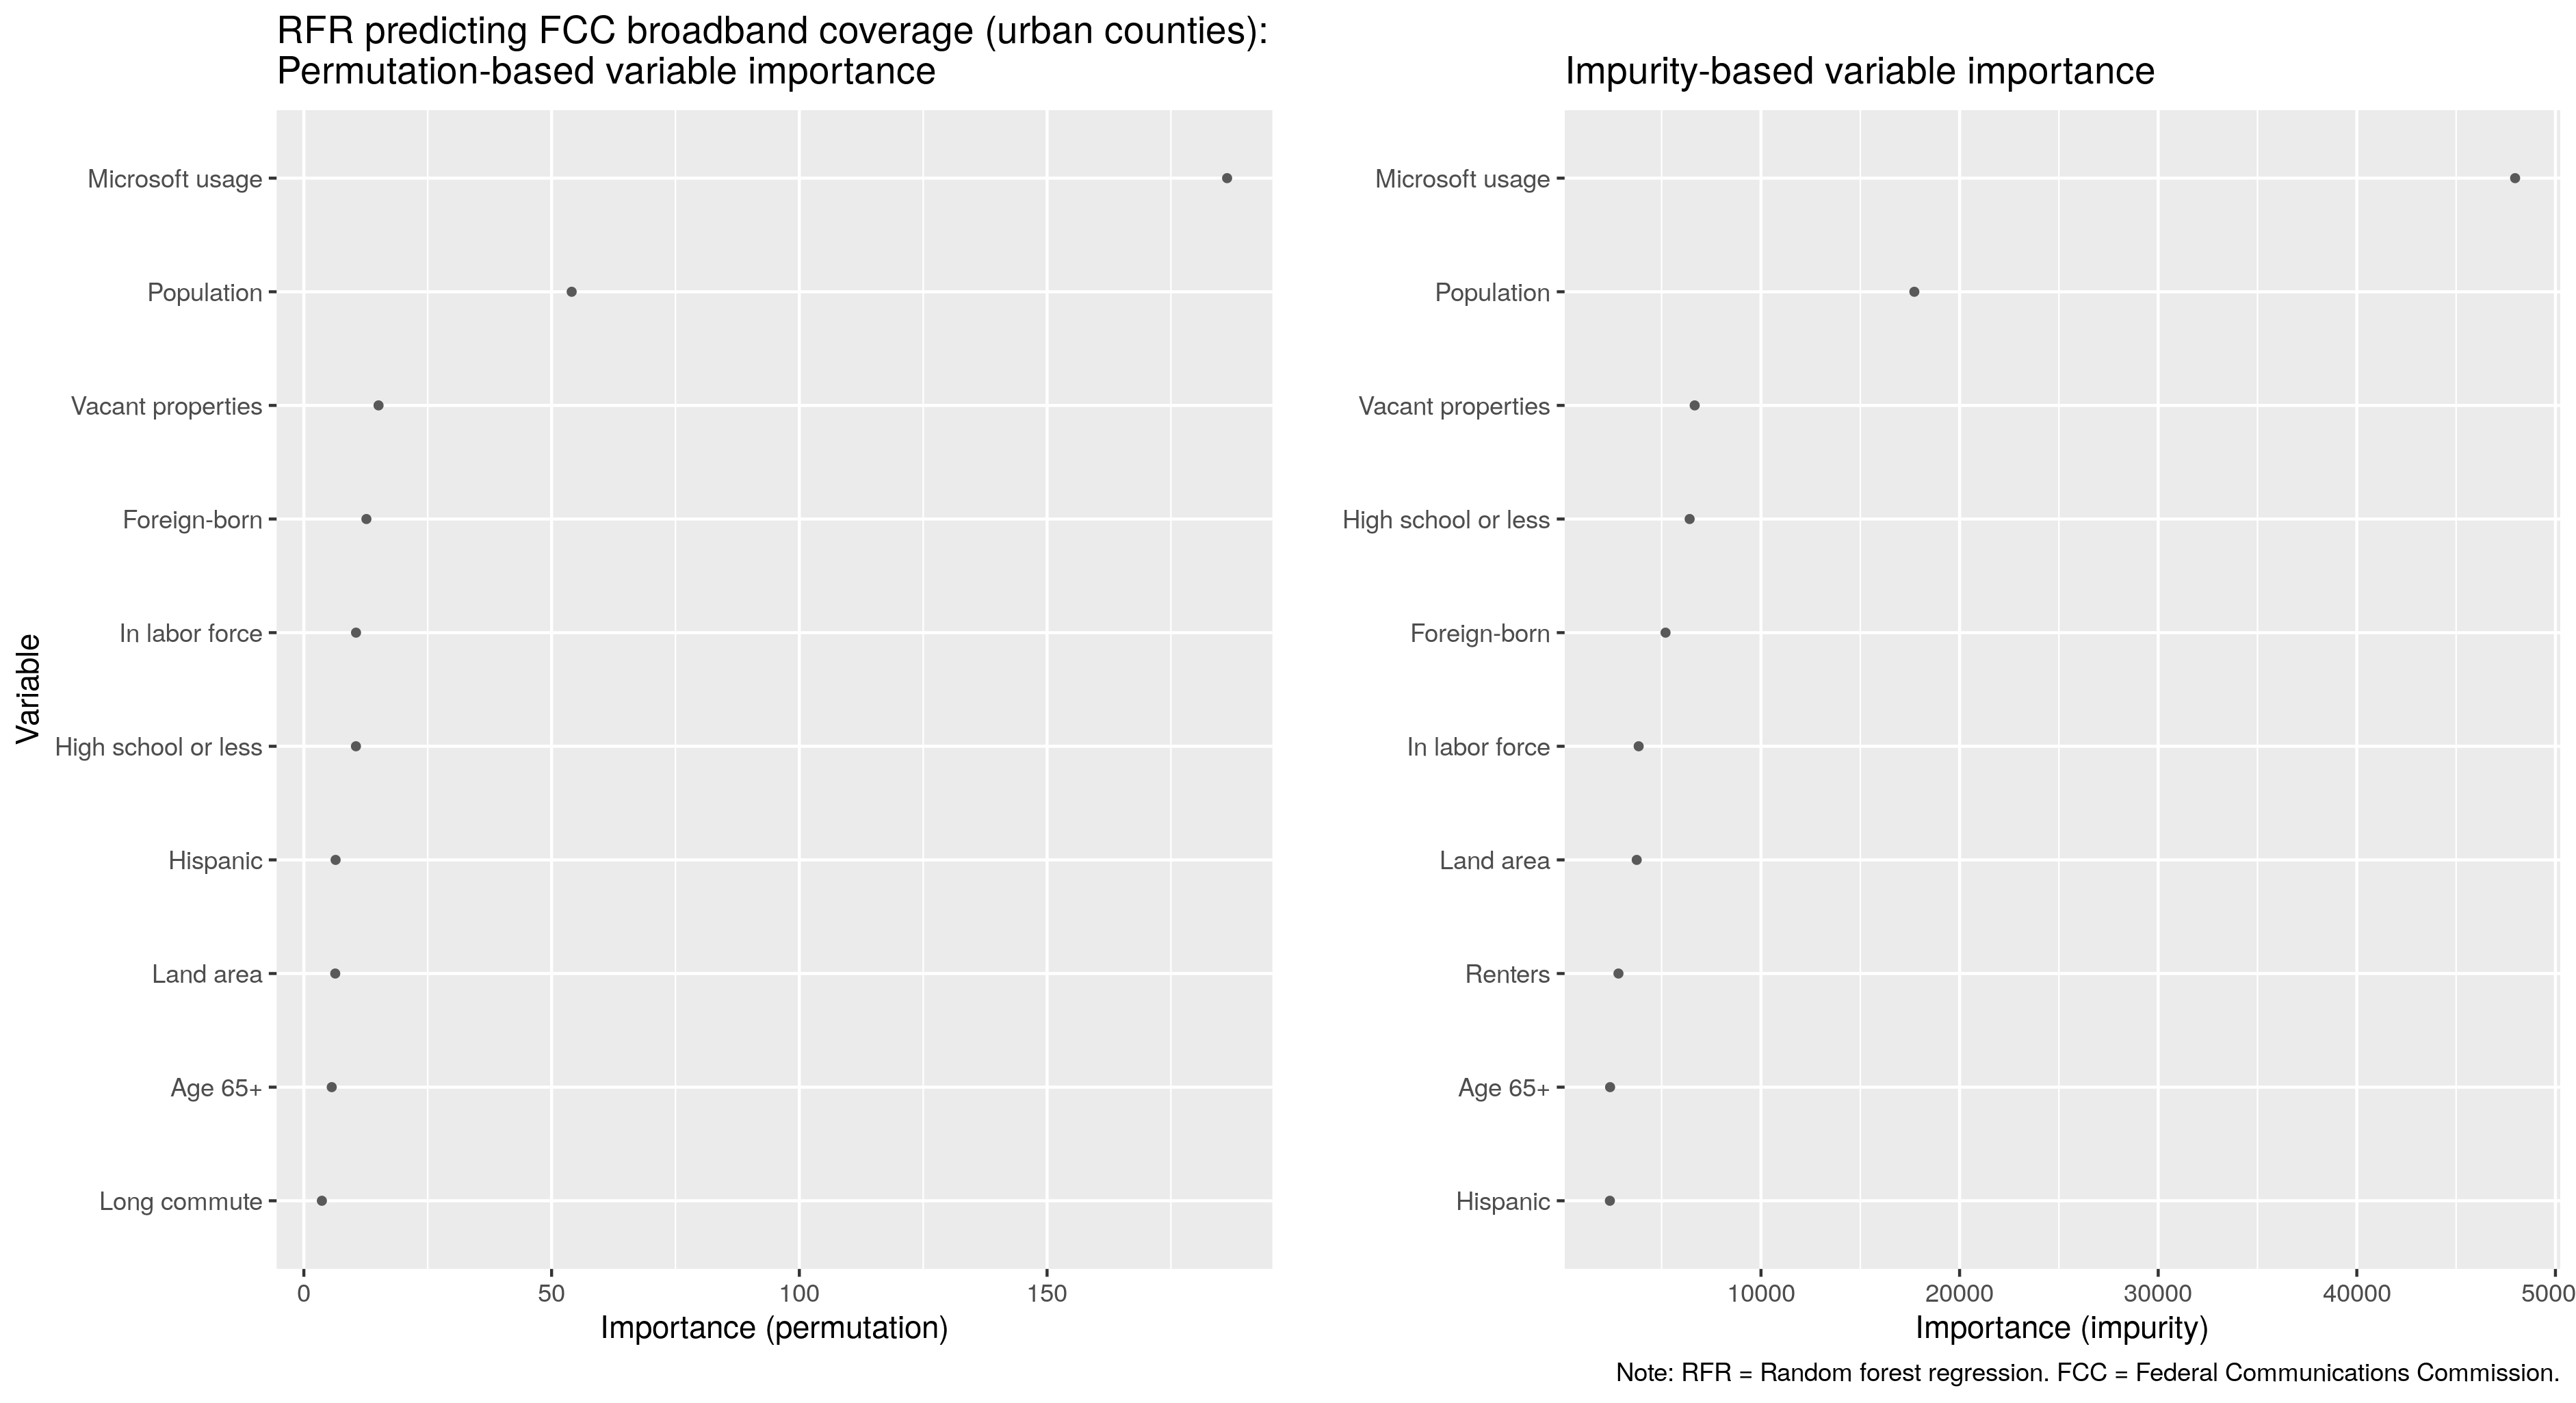 RFR predicting FCC broadband coverage (urban counties):
Permutation-based variable importance
Variable
Microsoft usage
Population
Vacant properties
Foreign-born
In labor force
High school or less
Hispanic
Land area
Age 65+
Long commute
0 50 100 150
Importance (permutation)
Impurity-based variable importance
Microsoft usage
Population
Vacant properties
High school or less
Foreign-born
In labor force
Land area
Renters
Age 65+
Hispanic
10000 20000 30000 40000 5000
Importance (impurity)
Note: RFR = Random forest regression. FCC = Federal Communications Commission.